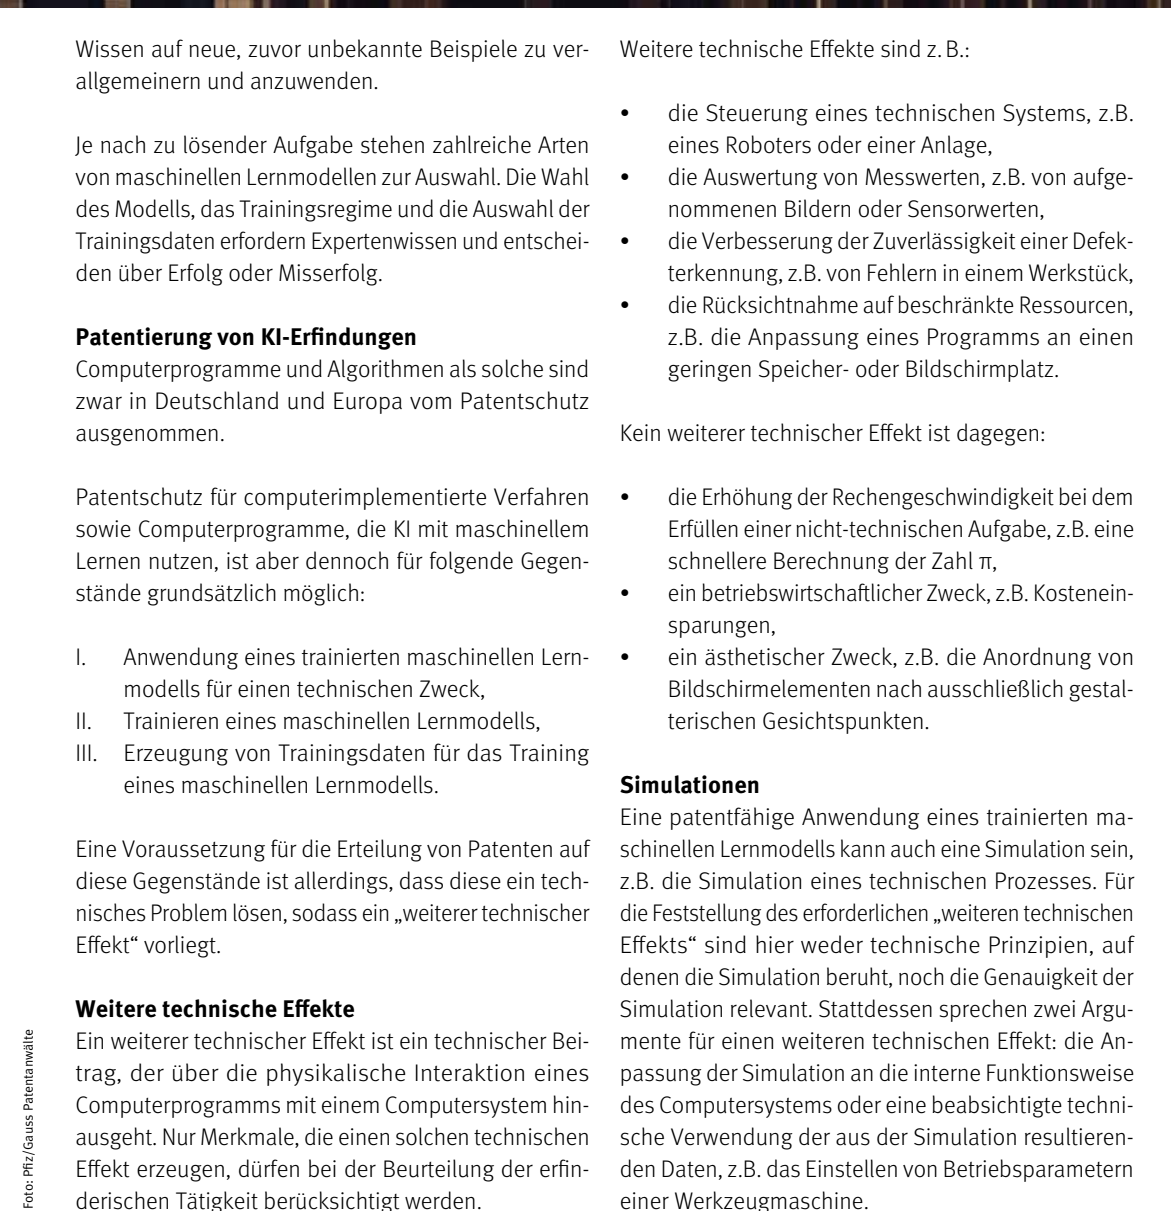 Wissen auf neue, zuvor unbekannte Beispiele zu ver-
allgemeinern und anzuwenden.
Je nach zu lösender Aufgabe stehen zahlreiche Arten
von maschinellen Lernmodellen zur Auswahl. Die Wahl
des Modells, das Trainingsregime und die Auswahl der
Trainingsdaten erfordern Expertenwissen und entschei-
den über Erfolg oder Misserfolg.
Patentierung von KI-Erfindungen
Computerprogramme und Algorithmen als solche sind
zwar in Deutschland und Europa vom Patentschutz
ausgenommen.
Patentschutz für computerimplementierte Verfahren
sowie Computerprogramme, die KI mit maschinellem
Lernen nutzen, ist aber dennoch für folgende Gegen-
stände grundsätzlich möglich:
I. Anwendung eines trainierten maschinellen Lern-
modells für einen technischen Zweck,
II. Trainieren eines maschinellen Lernmodells,
III. Erzeugung von Trainingsdaten für das Training
eines maschinellen Lernmodells.
Eine Voraussetzung für die Erteilung von Patenten auf
diese Gegenstände ist allerdings, dass diese ein tech-
nisches Problem lösen, sodass ein „weiterer technischer
Effekt“ vorliegt.
Weitere technische Effekte
Ein weiterer technischer Effekt ist ein technischer Bei-
trag, der über die physikalische Interaktion eines
Computerprogramms mit einem Computersystem hin-
ausgeht. Nur Merkmale, die einen solchen technischen
Effekt erzeugen, dürfen bei der Beurteilung der erfin-
derischen Tätigkeit berücksichtigt werden.
Weitere technische Effekte sind z. B.:
• die Steuerung eines technischen Systems, z.B.
eines Roboters oder einer Anlage,
• die Auswertung von Messwerten, z.B. von aufge-
nommenen Bildern oder Sensorwerten,
• die Verbesserung der Zuverlässigkeit einer Defek-
terkennung, z.B. von Fehlern in einem Werkstück,
• die Rücksichtnahme auf beschränkte Ressourcen,
z.B. die Anpassung eines Programms an einen
geringen Speicher- oder Bildschirmplatz.
Kein weiterer technischer Effekt ist dagegen:
• die Erhöhung der Rechengeschwindigkeit bei dem
Erfüllen einer nicht-technischen Aufgabe, z.B. eine
schnellere Berechnung der Zahl π,
• ein betriebswirtschaftlicher Zweck, z.B. Kostenein-
sparungen,
• ein ästhetischer Zweck, z.B. die Anordnung von
Bildschirmelementen nach ausschließlich gestal-
terischen Gesichtspunkten.
Simulationen
Eine patentfähige Anwendung eines trainierten ma-
schinellen Lernmodells kann auch eine Simulation sein,
z.B. die Simulation eines technischen Prozesses. Für
die Feststellung des erforderlichen „weiteren technischen
Effekts“ sind hier weder technische Prinzipien, auf
denen die Simulation beruht, noch die Genauigkeit der
Simulation relevant. Stattdessen sprechen zwei Argu-
mente für einen weiteren technischen Effekt: die An-
passung der Simulation an die interne Funktionsweise
des Computersystems oder eine beabsichtigte techni-
sche Verwendung der aus der Simulation resultieren-
den Daten, z.B. das Einstellen von Betriebsparametern
einer Werkzeugmaschine.
Foto: Pfiz/Gauss Patentanwälte